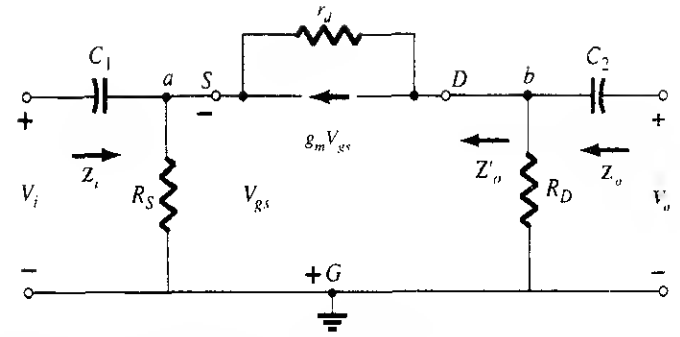 r_d
C_1 a S D b C_2
+ - +
g_m V_gs
Z_i Z'_o Z_o
V_i R_S V_gs R_D V_o
- + G -